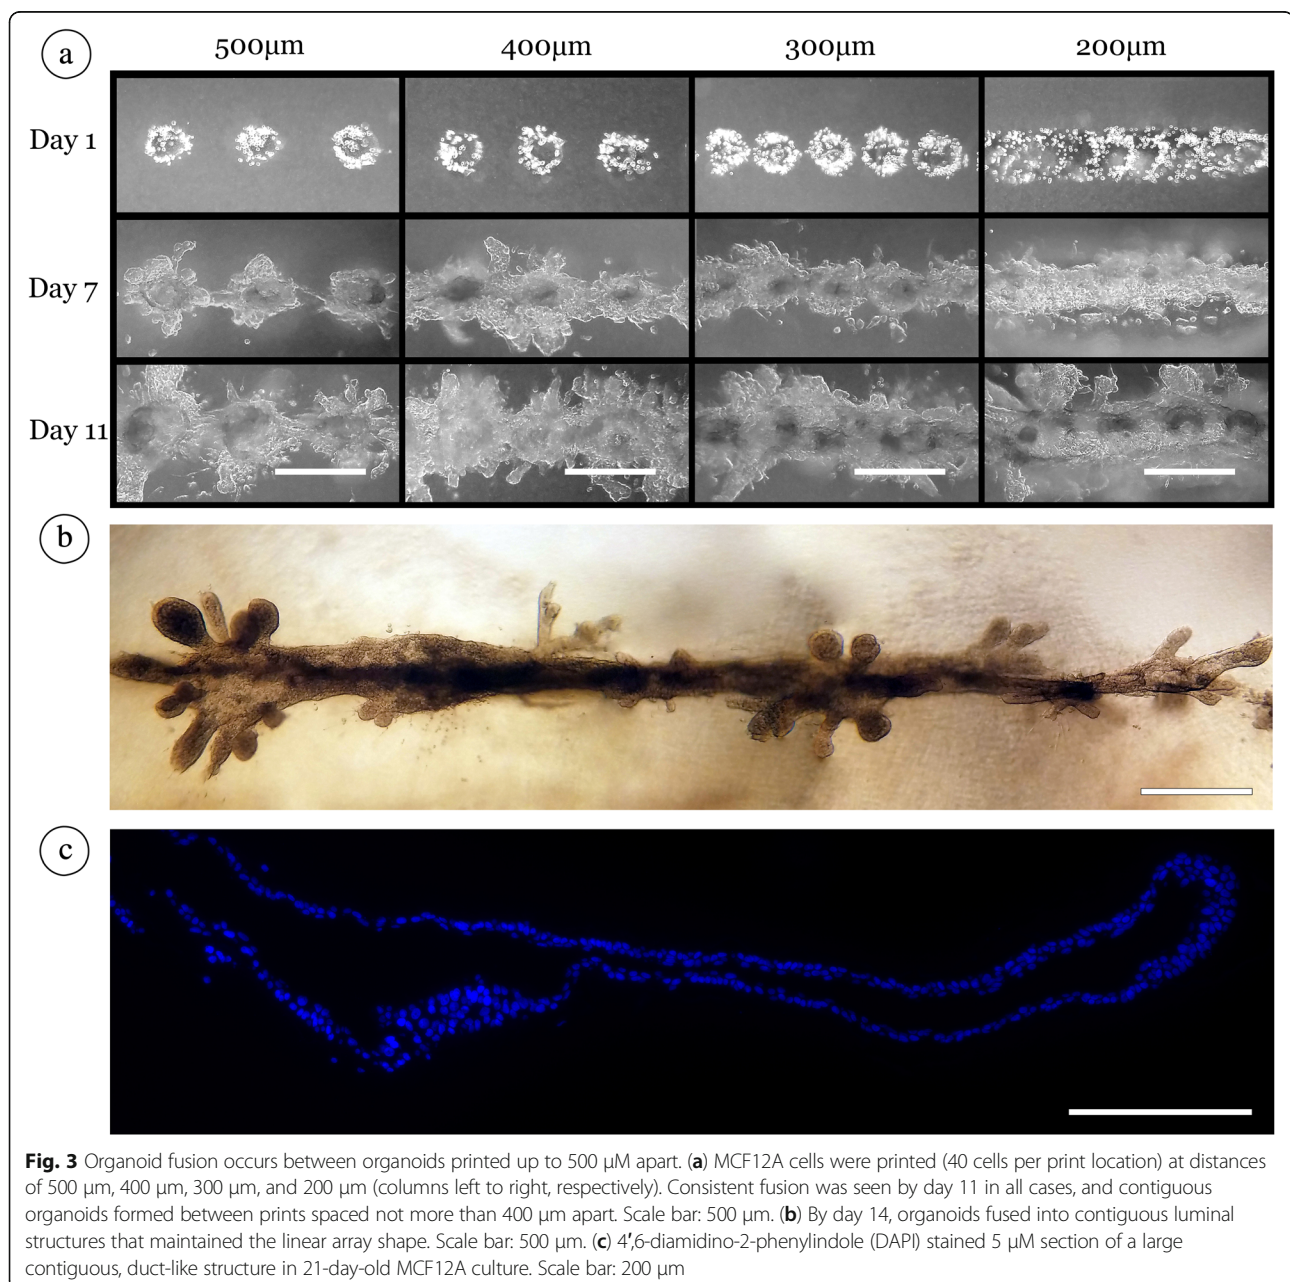 a
500µm 400µm 300µm 200µm
Day 1
Day 7
Day 11
b
c
Fig. 3 Organoid fusion occurs between organoids printed up to 500 µM apart. (a) MCF12A cells were printed (40 cells per print location) at distances
of 500 µm, 400 µm, 300 µm, and 200 µm (columns left to right, respectively). Consistent fusion was seen by day 11 in all cases, and contiguous
organoids formed between prints spaced not more than 400 µm apart. Scale bar: 500 µm. (b) By day 14, organoids fused into contiguous luminal
structures that maintained the linear array shape. Scale bar: 500 µm. (c) 4′,6-diamidino-2-phenylindole (DAPI) stained 5 µM section of a large
contiguous, duct-like structure in 21-day-old MCF12A culture. Scale bar: 200 µm